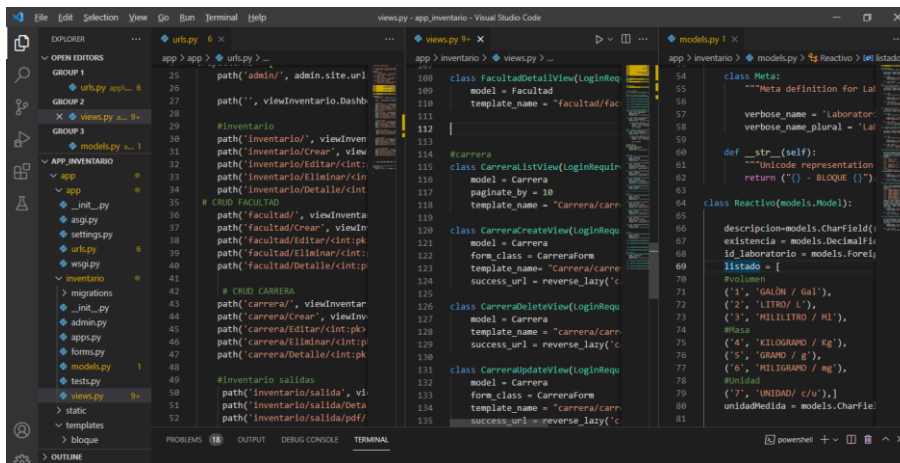 File Edit Selection View Go Run Terminal Help
views.py - app_inventario - Visual Studio Code
EXPLORER
OPEN EDITORS
GROUP 1
urls.py app\... 6
GROUP 2
views.py a... 9+
GROUP 3
models.py a... 1
APP_INVENTARIO
app
app
__init__.py
asgi.py
settings.py
urls.py 6
wsgi.py
inventario
migrations
__init__.py
admin.py
apps.py
forms.py
models.py 1
tests.py
views.py 9+
static
templates
bloque
OUTLINE
urls.py 6
app > app > urls.py > ...
25 path('admin/', admin.site.url
26
27 path('', viewInventario.Dashb
28
29 #inventario
30 path('inventario/', viewInven
31 path('inventario/Crear', view
32 path('inventario/Editar/<int:
33 path('inventario/Eliminar/<in
34 path('inventario/Detalle/<int
35 # CRUD FACULTAD
36 path('facultad/', viewInventa
37 path('facultad/Crear', viewIn
38 path('facultad/Editar/<int:pk
39 path('facultad/Eliminar/<int:
40 path('facultad/Detalle/<int:p
41
42 # CRUD CARRERA
43 path('carrera/', viewInventar
44 path('carrera/Crear', viewInv
45 path('carrera/Editar/<int:pk>
46 path('carrera/Eliminar/<int:p
47 path('carrera/Detalle/<int:pk
48
49 #inventario salidas
50 path('inventario/salida', vi
51 path('inventario/salida/Deta
52 path('inventario/salida/pdf/
views.py 9+
app > inventario > views.py > ...
107
108 class FacultadDetailView(LoginRequ
109 model = Facultad
110 template_name = "facultad/fac
111
112
113
114 #carrera
115 class CarreraListView(LoginRequir
116 model = Carrera
117 paginate_by = 10
118 template_name = "Carrera/carr
119
120 class CarreraCreateView(LoginRequ
121 model = Carrera
122 form_class = CarreraForm
123 template_name= "Carrera/carre
124 success_url = reverse_lazy('c
125
126 class CarreraDeleteView(LoginRequ
127 model = Carrera
128 template_name = "carrera/carr
129 success_url = reverse_lazy('c
130
131 class CarreraUpdateView(LoginRequ
132 model = Carrera
133 form_class = CarreraForm
134 template_name = "carrera/carr
135 success_url = reverse_lazy('c
models.py 1
app > inventario > models.py > Reactivo > listado
54 class Meta:
55 """Meta definition for Lab
56
57 verbose_name = 'Laborator
58 verbose_name_plural = 'Lab
59
60 def __str__(self):
61 """Unicode representation
62 return ("{} - BLOQUE {}")
63
64 class Reactivo(models.Model):
65
66 descripcion=models.CharField(
67 existencia = models.DecimalFie
68 id_laboratorio = models.Foreig
69 listado = [
70 #volumen
71 ('1', 'GALÒN / Gal'),
72 ('2', 'LITRO/ L'),
73 ('3', 'MILILITRO / Ml'),
74 #Masa
75 ('4', 'KILOGRAMO / Kg'),
76 ('5', 'GRAMO / g'),
77 ('6', 'MILIGRAMO / mg'),
78 #Unidad
79 ('7', 'UNIDAD/ c/u'),]
80 unidadMedida = models.CharFiel
81
PROBLEMS 18 OUTPUT DEBUG CONSOLE TERMINAL
powershell